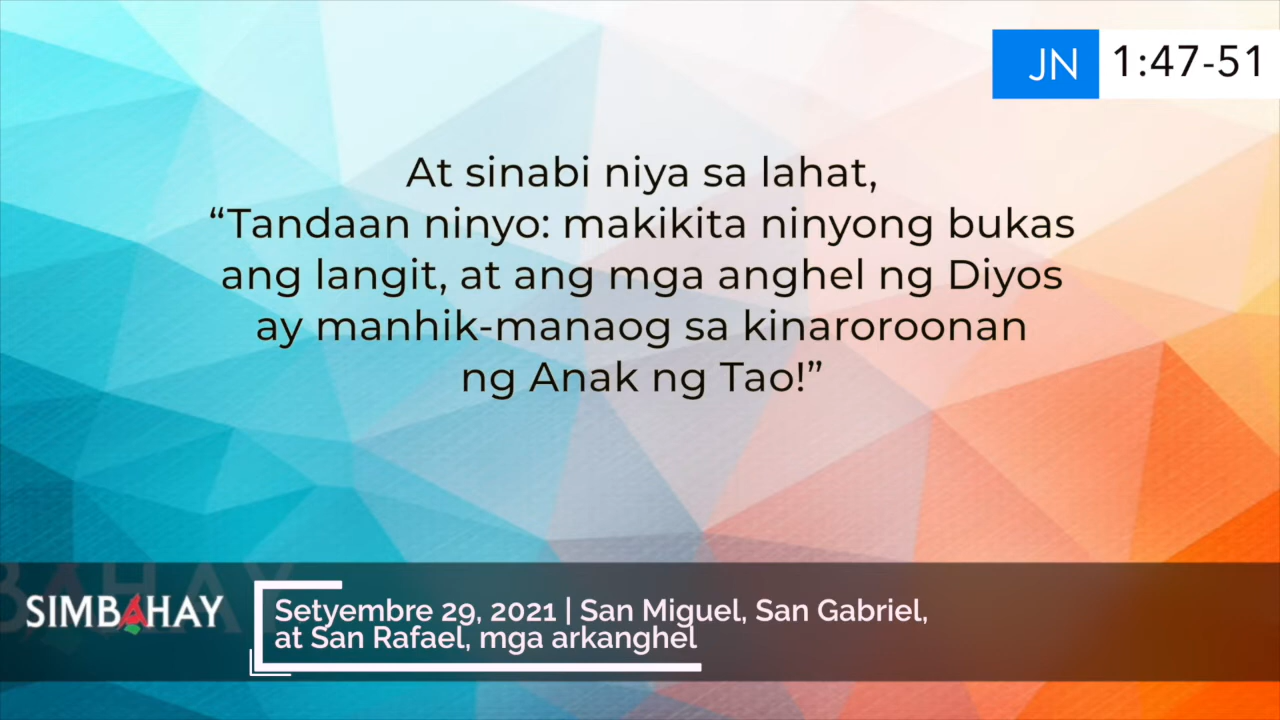 JN 1:47-51
At sinabi niya sa lahat,
“Tandaan ninyo: makikita ninyong bukas
ang langit, at ang mga anghel ng Diyos
ay manhik-manaog sa kinaroroonan
ng Anak ng Tao!”
SIMBAHAY
Setyembre 29, 2021 | San Miguel, San Gabriel,
at San Rafael, mga arkanghel